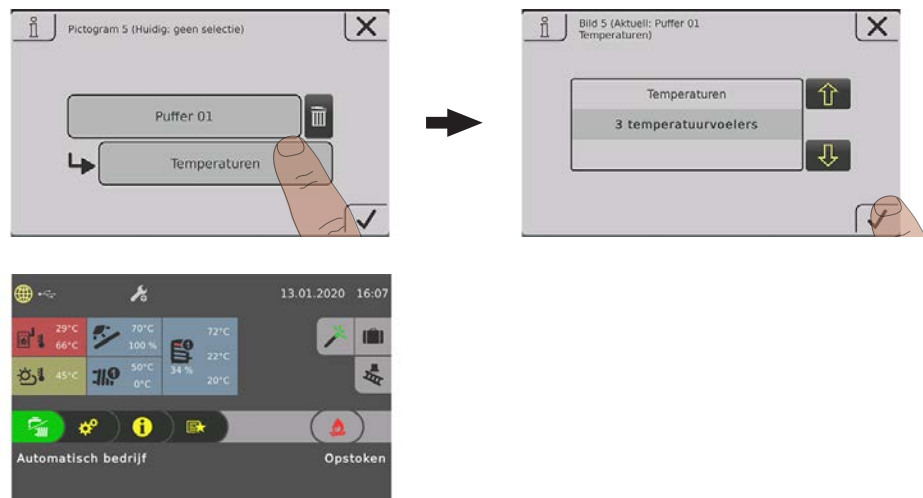 Pictogram 5 (Huidig: geen selectie)
Puffer 01
Temperaturen
Bild 5 (Aktuell: Puffer 01
Temperaturen)
Temperaturen
3 temperatuurvoelers
13.01.2020 16:07
29°C
66°C
70°C
100 %
72°C
22°C
20°C
34 %
45°C
50°C
0°C
Automatisch bedrijf
Opstoken